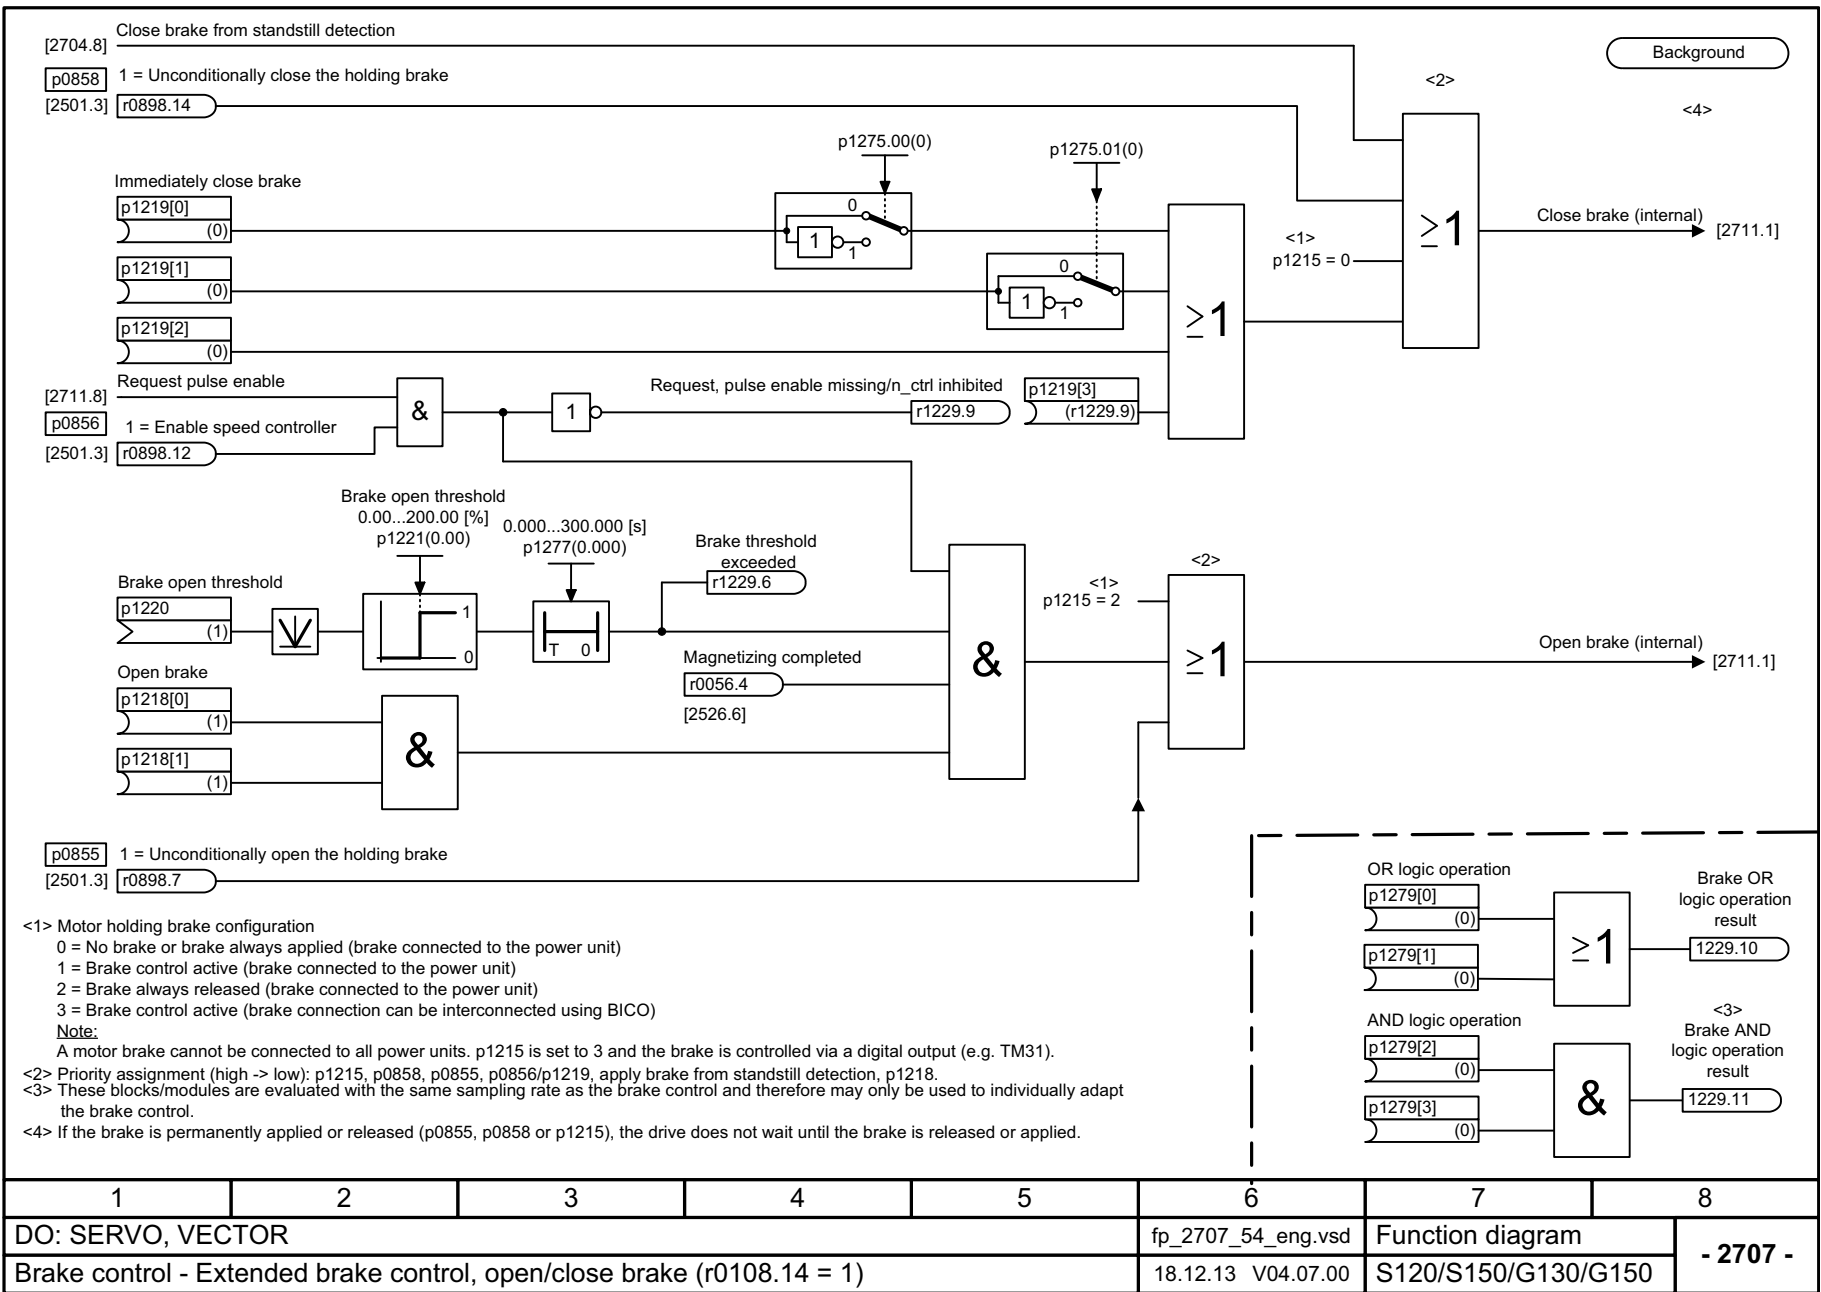 Close brake from standstill detection
[2704.8]
p0858 1 = Unconditionally close the holding brake
[2501.3] r0898.14
Background
<2>
<4>
p1275.00(0)
p1275.01(0)
Immediately close brake
p1219[0]
(0)
0
1
1
p1219[1]
(0)
0
1
1
p1219[2]
(0)
≥1
≥1
<1>
p1215 = 0
Close brake (internal)
[2711.1]
Request pulse enable
[2711.8]
p0856 1 = Enable speed controller
[2501.3] r0898.12
&
1
Request, pulse enable missing/n_ctrl inhibited
r1229.9
p1219[3]
(r1229.9)
Brake open threshold
0.00...200.00 [%]
p1221(0.00)
0.000...300.000 [s]
p1277(0.000)
Brake threshold
exceeded
r1229.6
Brake open threshold
p1220
(1)
1
0
T 0
Magnetizing completed
r0056.4
[2526.6]
&
<1>
p1215 = 2
<2>
≥1
Open brake (internal)
[2711.1]
Open brake
p1218[0]
(1)
p1218[1]
(1)
&
p0855 1 = Unconditionally open the holding brake
[2501.3] r0898.7
OR logic operation
p1279[0]
(0)
p1279[1]
(0)
≥1
Brake OR
logic operation
result
1229.10
AND logic operation
p1279[2]
(0)
p1279[3]
(0)
&
<3>
Brake AND
logic operation
result
1229.11
<1> Motor holding brake configuration
0 = No brake or brake always applied (brake connected to the power unit)
1 = Brake control active (brake connected to the power unit)
2 = Brake always released (brake connected to the power unit)
3 = Brake control active (brake connection can be interconnected using BICO)
Note:
A motor brake cannot be connected to all power units. p1215 is set to 3 and the brake is controlled via a digital output (e.g. TM31).
<2> Priority assignment (high -> low): p1215, p0858, p0855, p0856/p1219, apply brake from standstill detection, p1218.
<3> These blocks/modules are evaluated with the same sampling rate as the brake control and therefore may only be used to individually adapt
the brake control.
<4> If the brake is permanently applied or released (p0855, p0858 or p1215), the drive does not wait until the brake is released or applied.
1 2 3 4 5 6 7 8
DO: SERVO, VECTOR
fp_2707_54_eng.vsd
Function diagram
- 2707 -
Brake control - Extended brake control, open/close brake (r0108.14 = 1)
18.12.13 V04.07.00
S120/S150/G130/G150